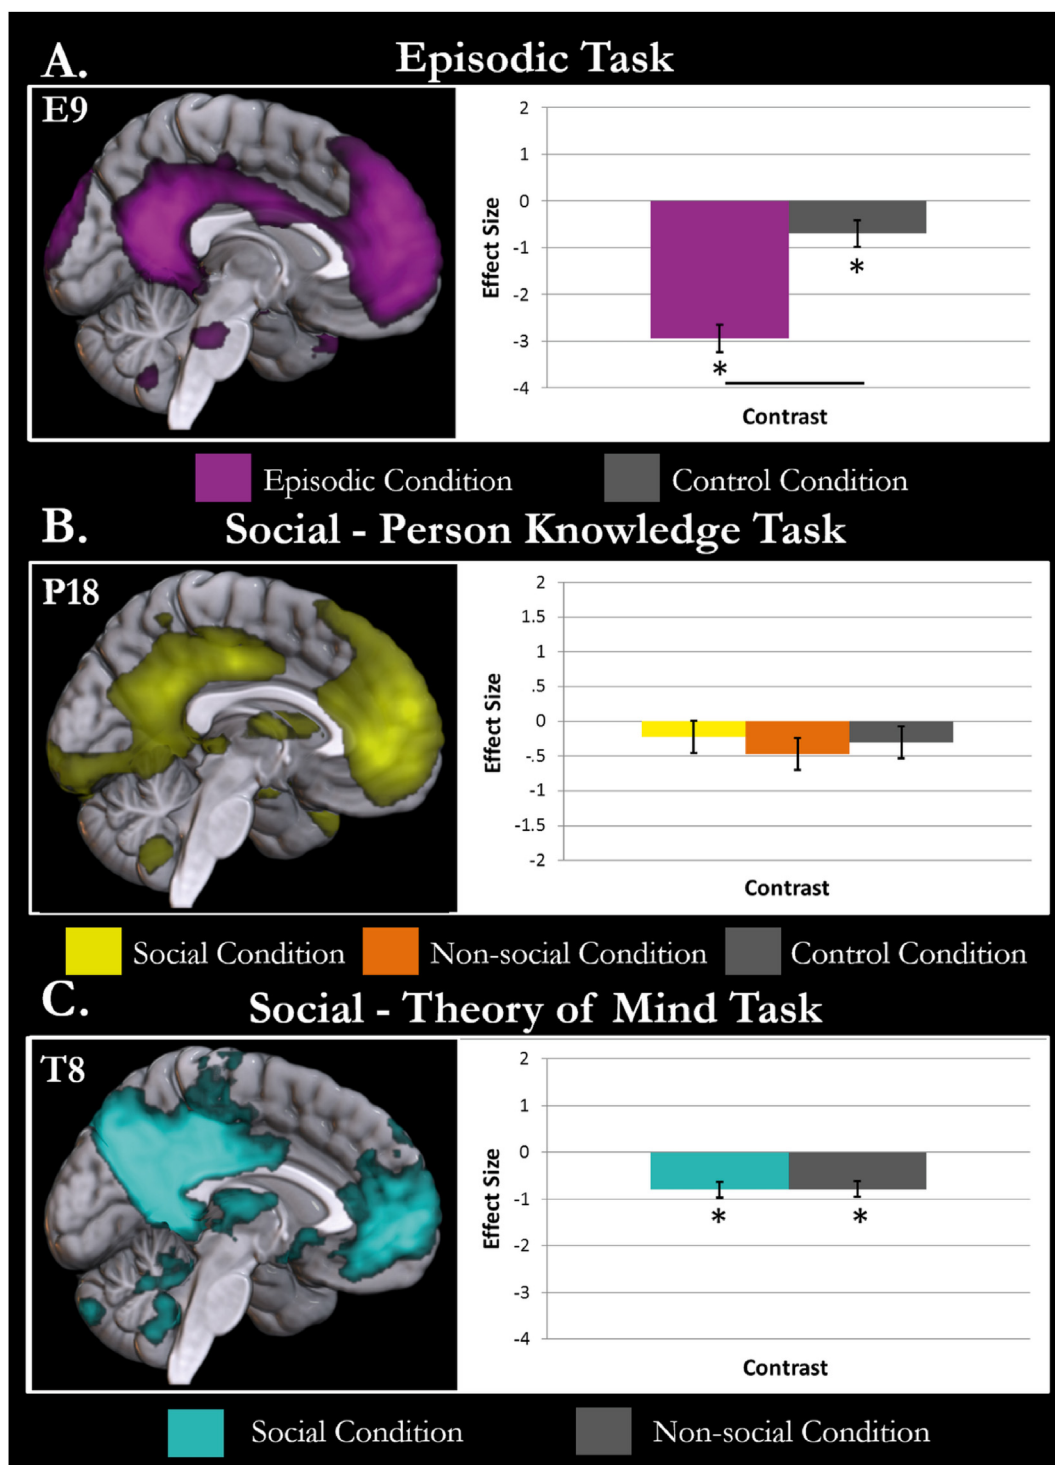 A. Episodic Task
E9
2
1
0
-1
-2
-3
-4
Effect Size
*
*
Contrast
Episodic Condition Control Condition
B. Social - Person Knowledge Task
P18
2
1.5
1
.5
0
-.5
-1
-1.5
-2
Effect Size
Contrast
Social Condition Non-social Condition Control Condition
C. Social - Theory of Mind Task
T8
2
1
0
-1
-2
-3
-4
Effect Size
* *
Contrast
Social Condition Non-social Condition